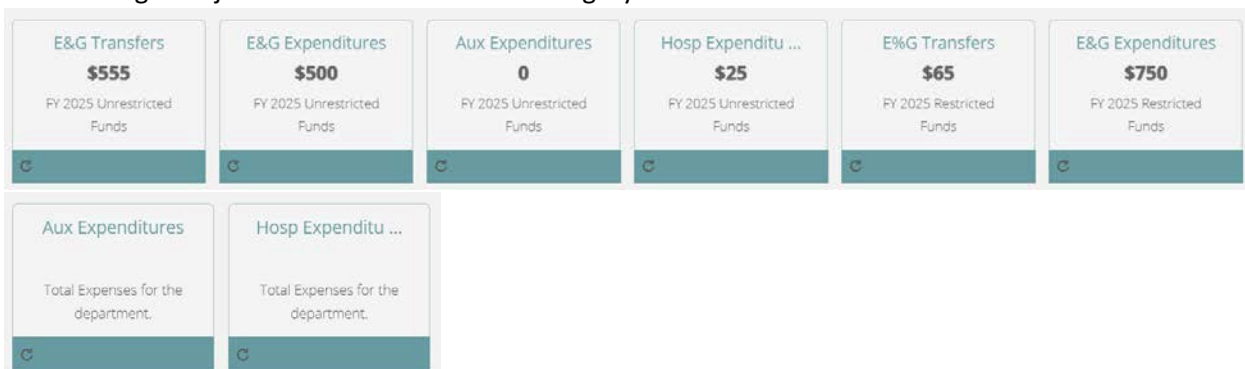 E&G Transfers
$555
FY 2025 Unrestricted
Funds
E&G Expenditures
$500
FY 2025 Unrestricted
Funds
Aux Expenditures
0
FY 2025 Unrestricted
Funds
Hosp Expenditu ...
$25
FY 2025 Unrestricted
Funds
E%G Transfers
$65
FY 2025 Restricted
Funds
E&G Expenditures
$750
FY 2025 Restricted
Funds
Aux Expenditures
Total Expenses for the
department.
Hosp Expenditu ...
Total Expenses for the
department.